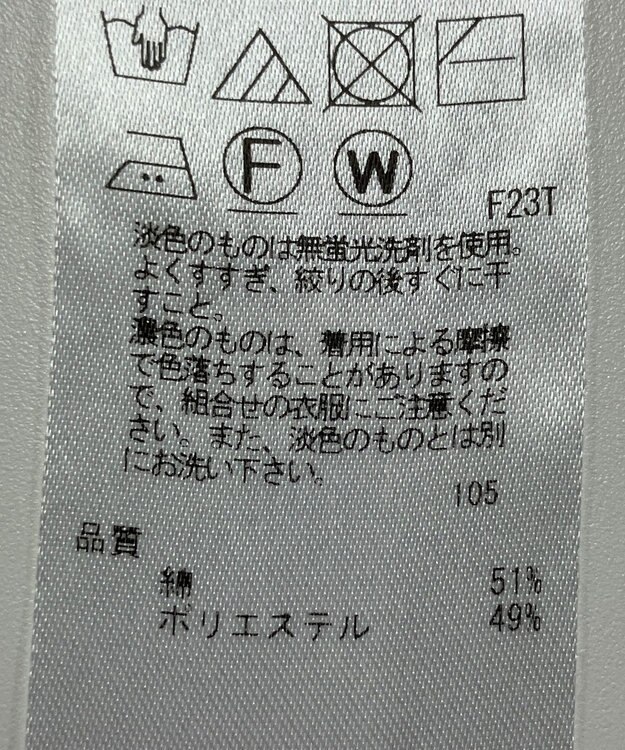 F
W
F23T
淡色のものは無蛍光洗剤を使用。
よくすすぎ、絞りの後すぐに干
すこと。
濃色のものは、着用による摩擦
で色落ちすることがありますの
で、組合せの衣服にご注意くだ
さい。また、淡色のものとは別
にお洗い下さい。
105
品質
綿 51%
ポリエステル 49%